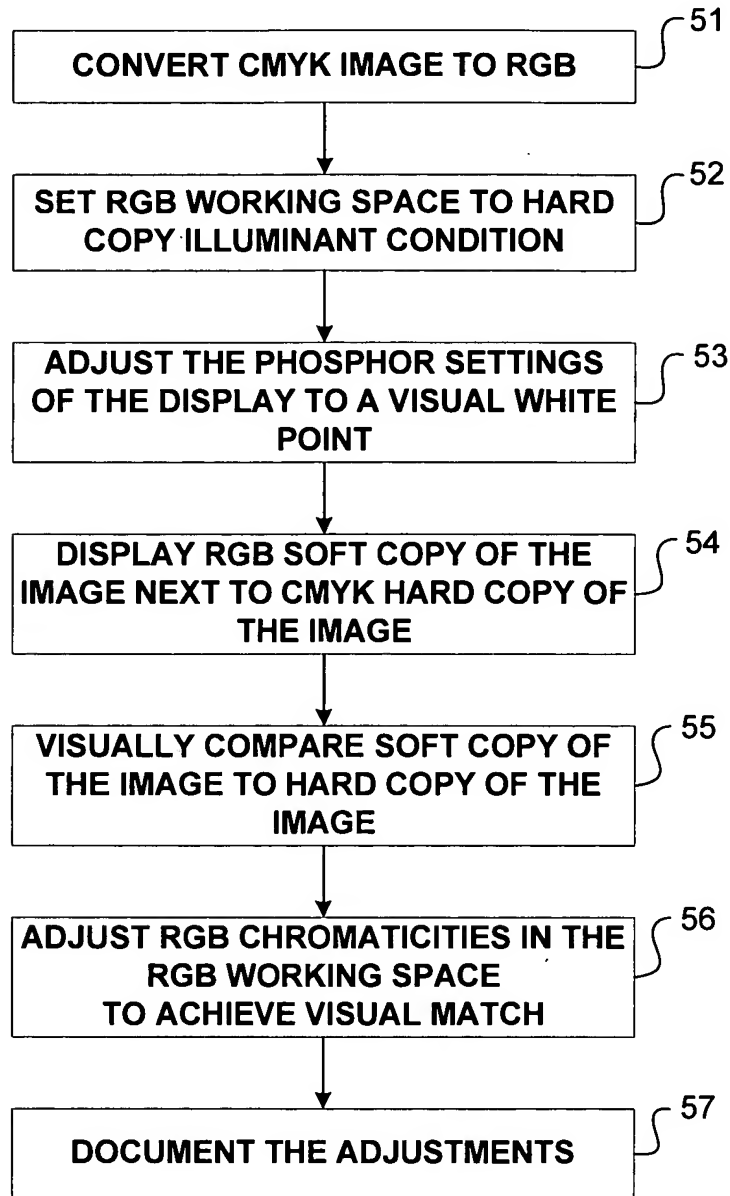 51
CONVERT CMYK IMAGE TO RGB
52
SET RGB WORKING SPACE TO HARD
COPY ILLUMINANT CONDITION
53
ADJUST THE PHOSPHOR SETTINGS
OF THE DISPLAY TO A VISUAL WHITE
POINT
54
DISPLAY RGB SOFT COPY OF THE
IMAGE NEXT TO CMYK HARD COPY OF
THE IMAGE
55
VISUALLY COMPARE SOFT COPY OF
THE IMAGE TO HARD COPY OF THE
IMAGE
56
ADJUST RGB CHROMATICITIES IN THE
RGB WORKING SPACE
TO ACHIEVE VISUAL MATCH
57
DOCUMENT THE ADJUSTMENTS